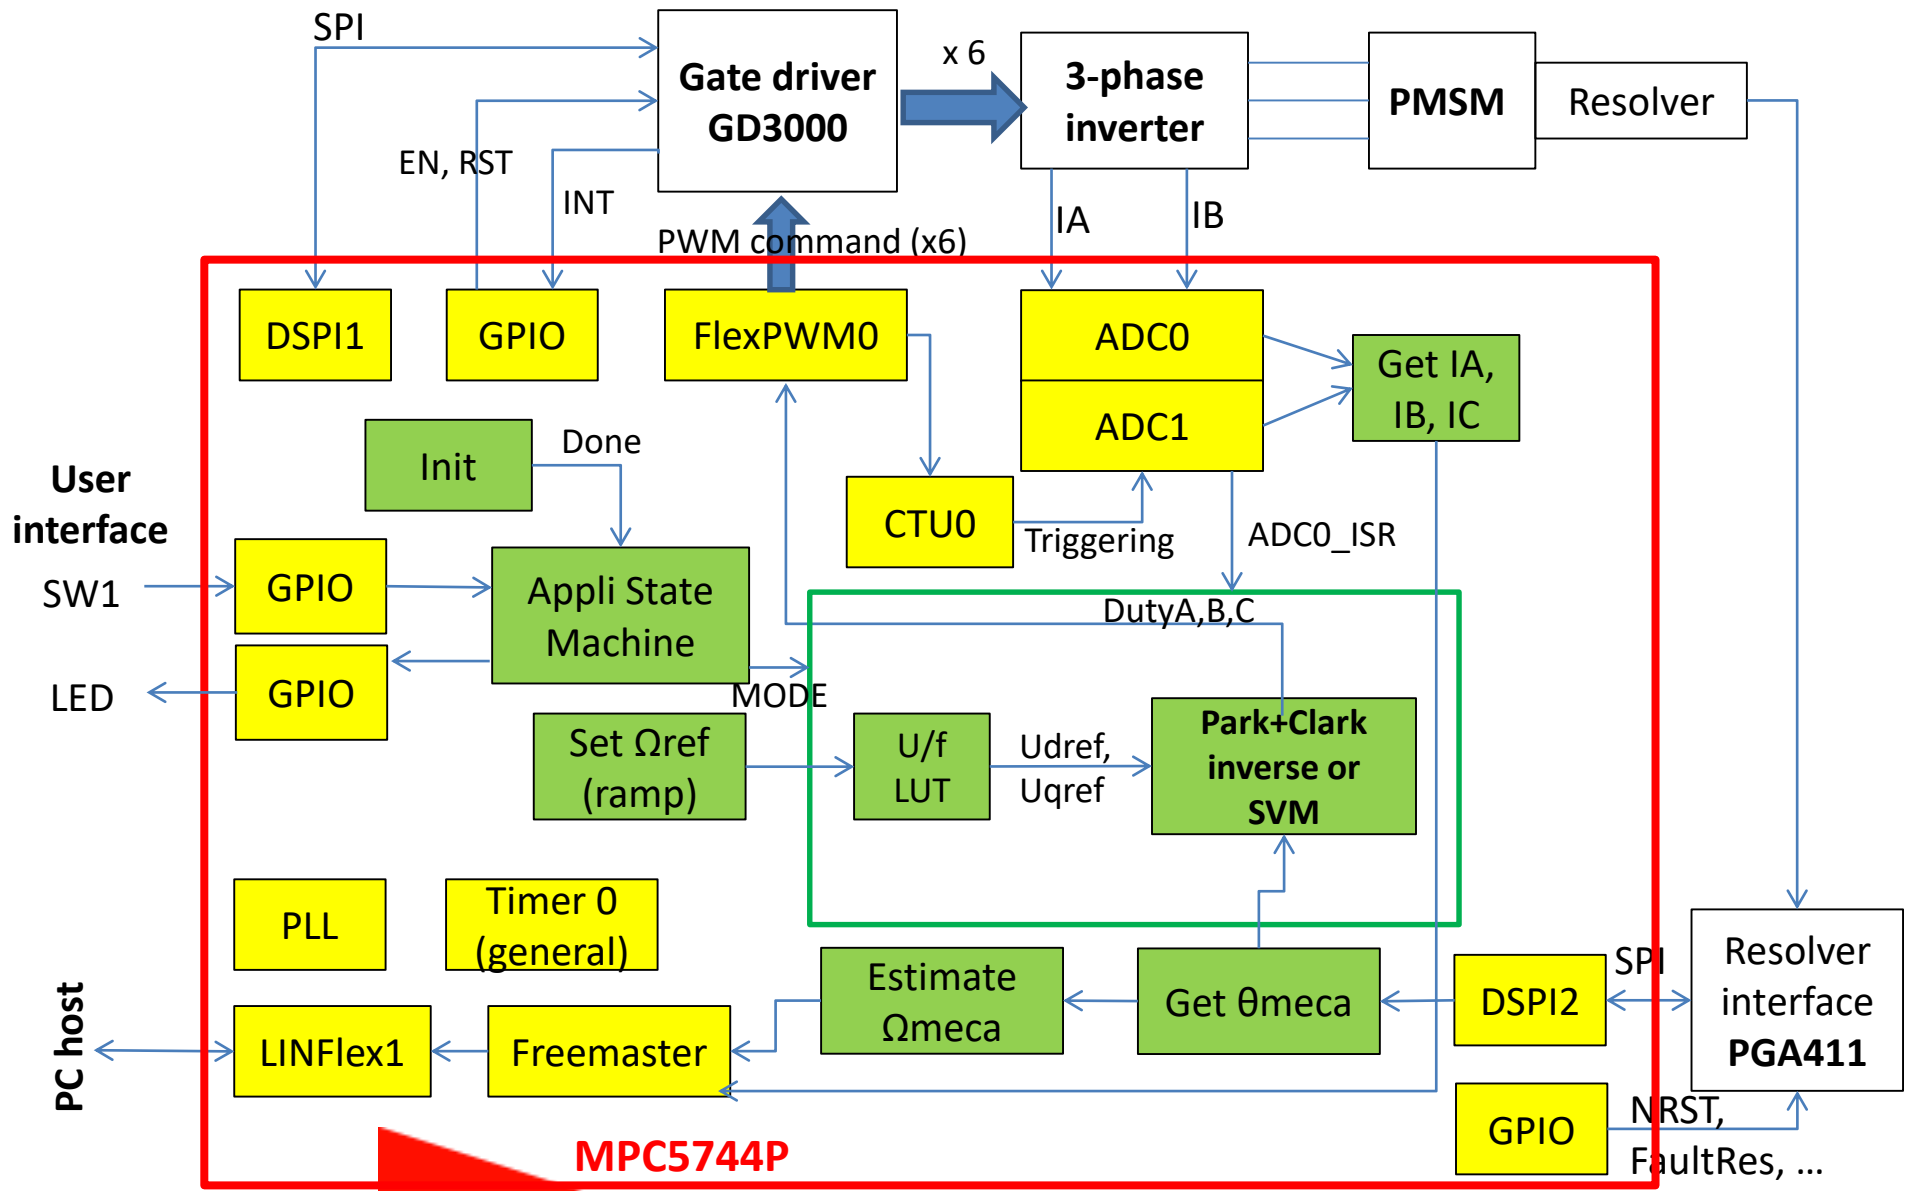 SPI
Gate driver
GD3000
x 6
3-phase
inverter
PMSM
Resolver
EN, RST
INT
IA
IB
PWM command (x6)
DSPI1
GPIO
FlexPWM0
ADC0
ADC1
Get IA,
IB, IC
Init
Done
User
interface
CTU0
Triggering
ADC0_ISR
SW1
GPIO
Appli State
Machine
DutyA,B,C
LED
GPIO
MODE
Set Ωref
(ramp)
U/f
LUT
Udref,
Uqref
Park+Clark
inverse or
SVM
PLL
Timer 0
(general)
Estimate
Ωmeca
Get θmeca
DSPI2
SPI
Resolver
interface
PGA411
PC host
LINFlex1
Freemaster
GPIO
NRST,
FaultRes, ...
MPC5744P